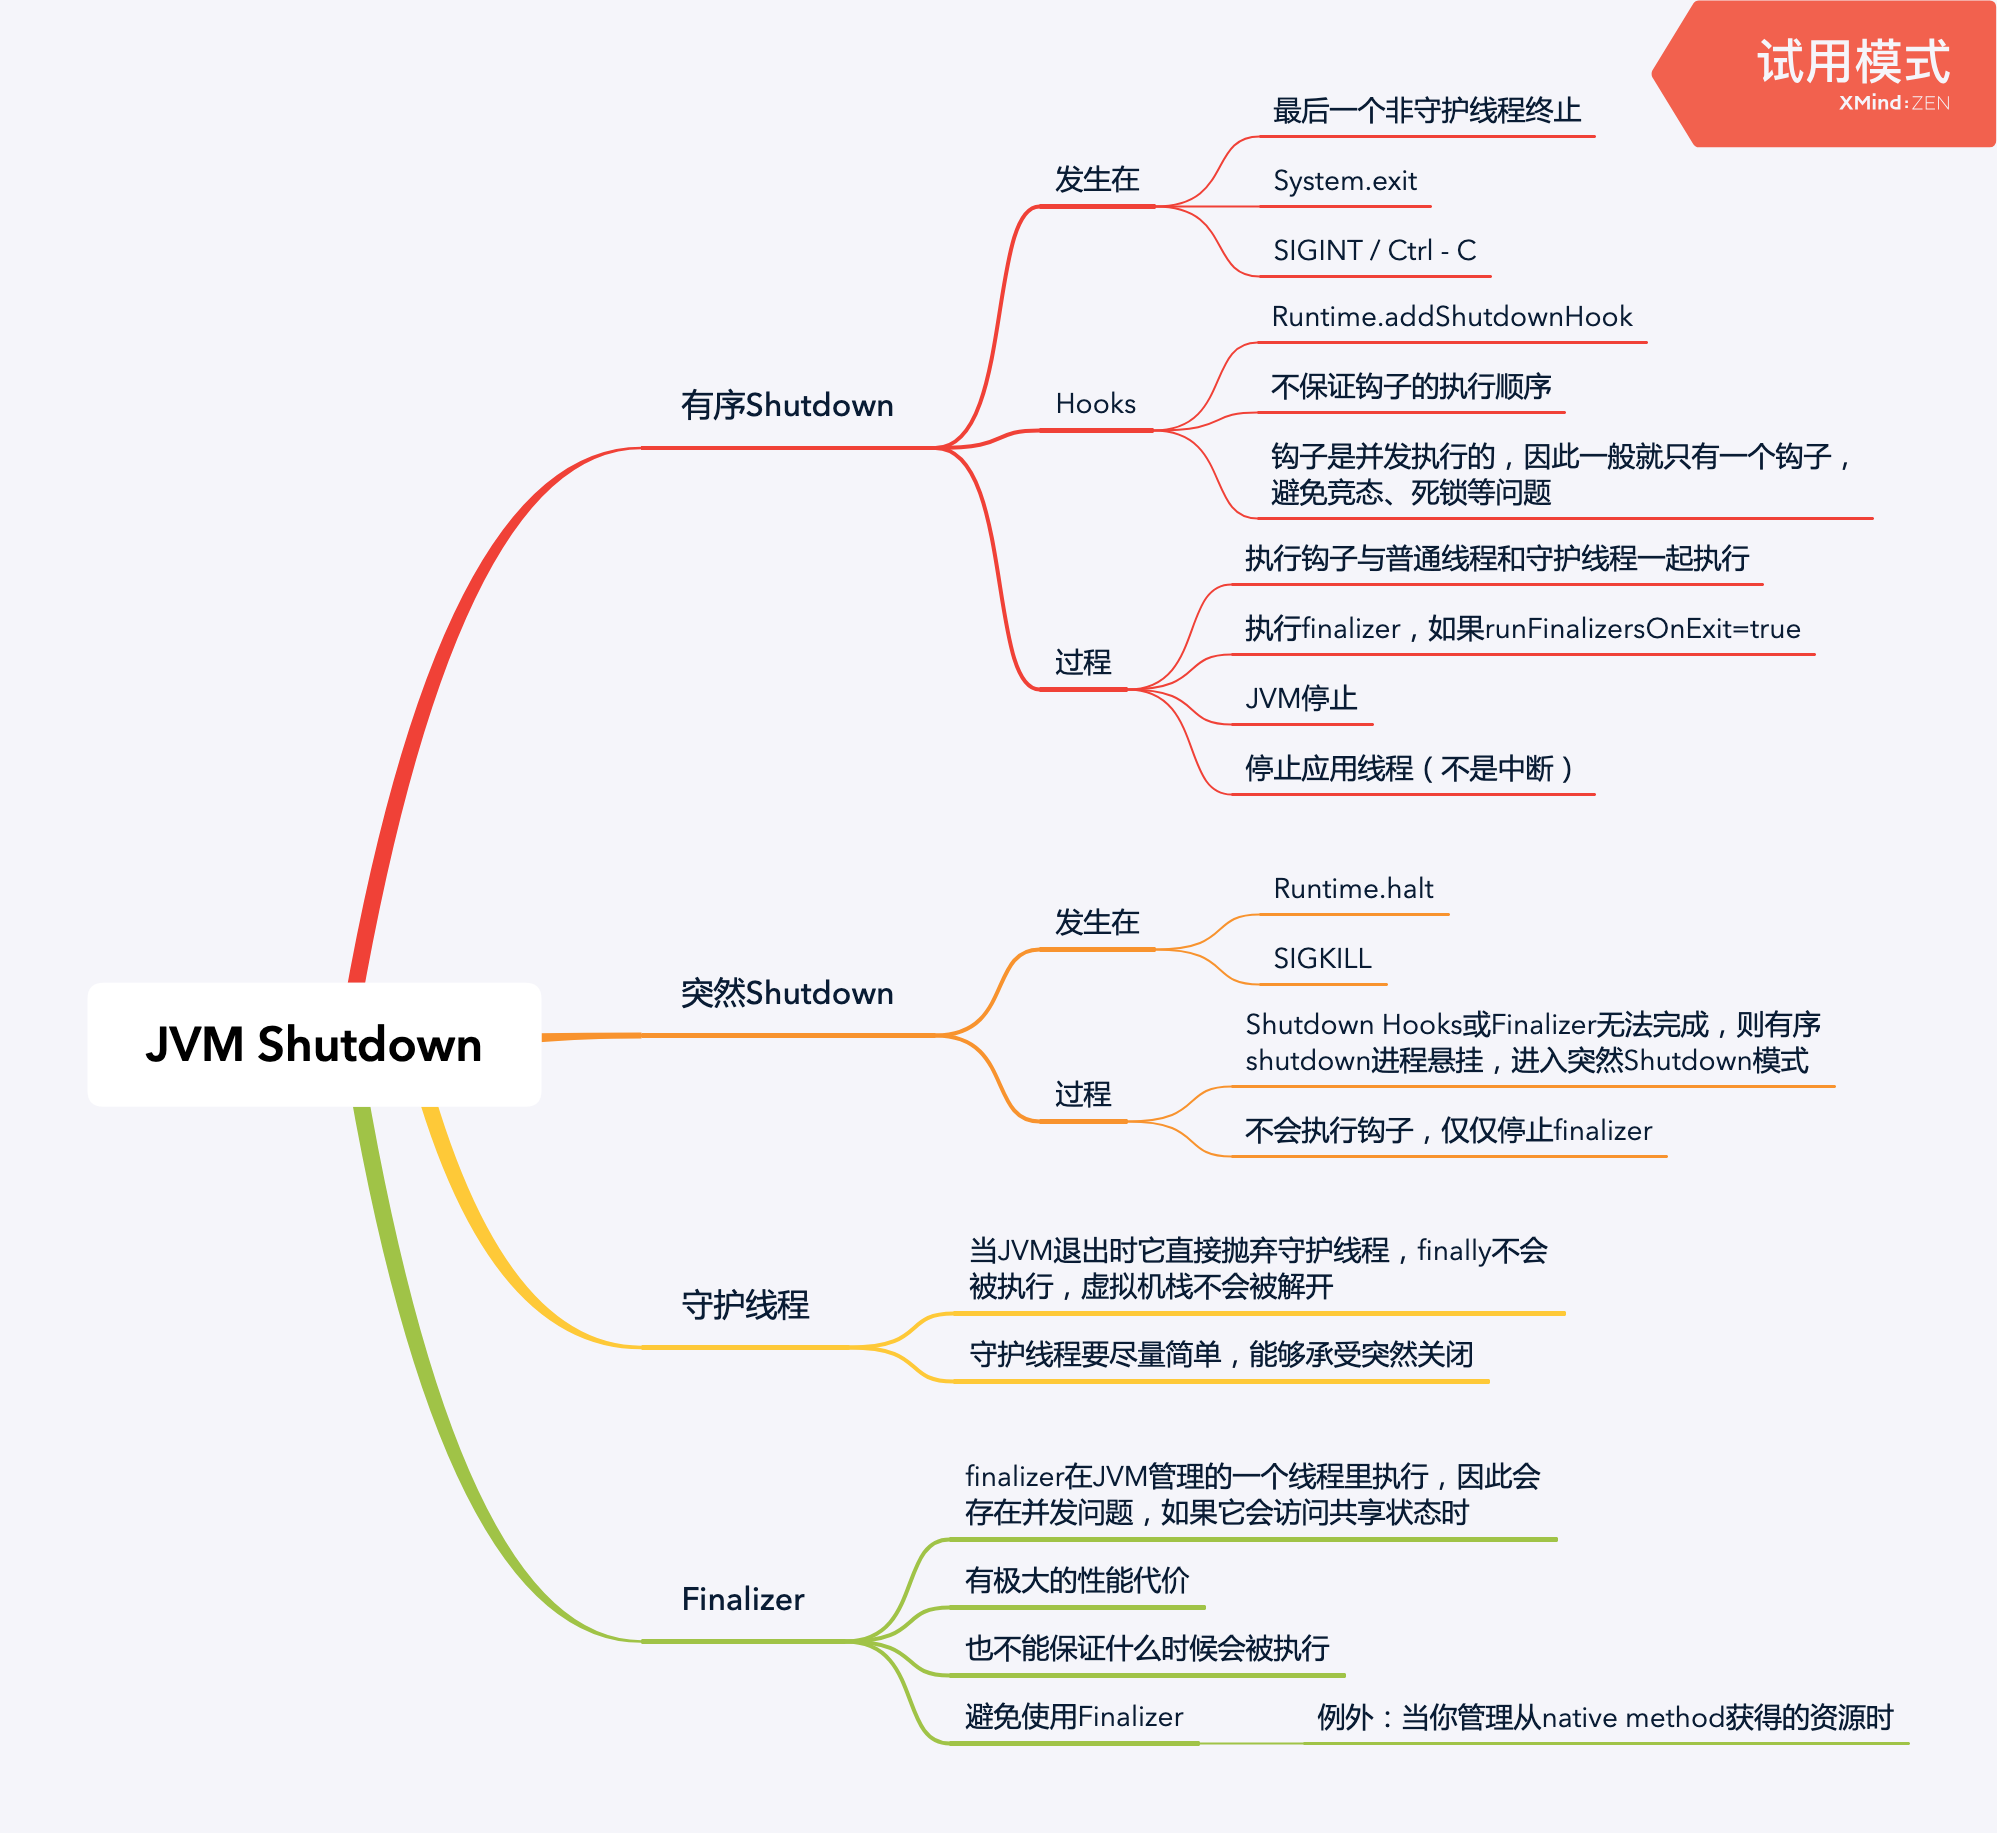 试用模式
XMind:ZEN
JVM Shutdown
有序Shutdown
发生在
最后一个非守护线程终止
System.exit
SIGINT / Ctrl - C
Hooks
Runtime.addShutdownHook
不保证钩子的执行顺序
钩子是并发执行的，因此一般就只有一个钩子，
避免竞态、死锁等问题
过程
执行钩子与普通线程和守护线程一起执行
执行finalizer，如果runFinalizersOnExit=true
JVM停止
停止应用线程（不是中断）
突然Shutdown
发生在
Runtime.halt
SIGKILL
过程
Shutdown Hooks或Finalizer无法完成，则有序
shutdown进程悬挂，进入突然Shutdown模式
不会执行钩子，仅仅停止finalizer
守护线程
当JVM退出时它直接抛弃守护线程，finally不会
被执行，虚拟机栈不会被解开
守护线程要尽量简单，能够承受突然关闭
Finalizer
finalizer在JVM管理的一个线程里执行，因此会
存在并发问题，如果它会访问共享状态时
有极大的性能代价
也不能保证什么时候会被执行
避免使用Finalizer
例外：当你管理从native method获得的资源时